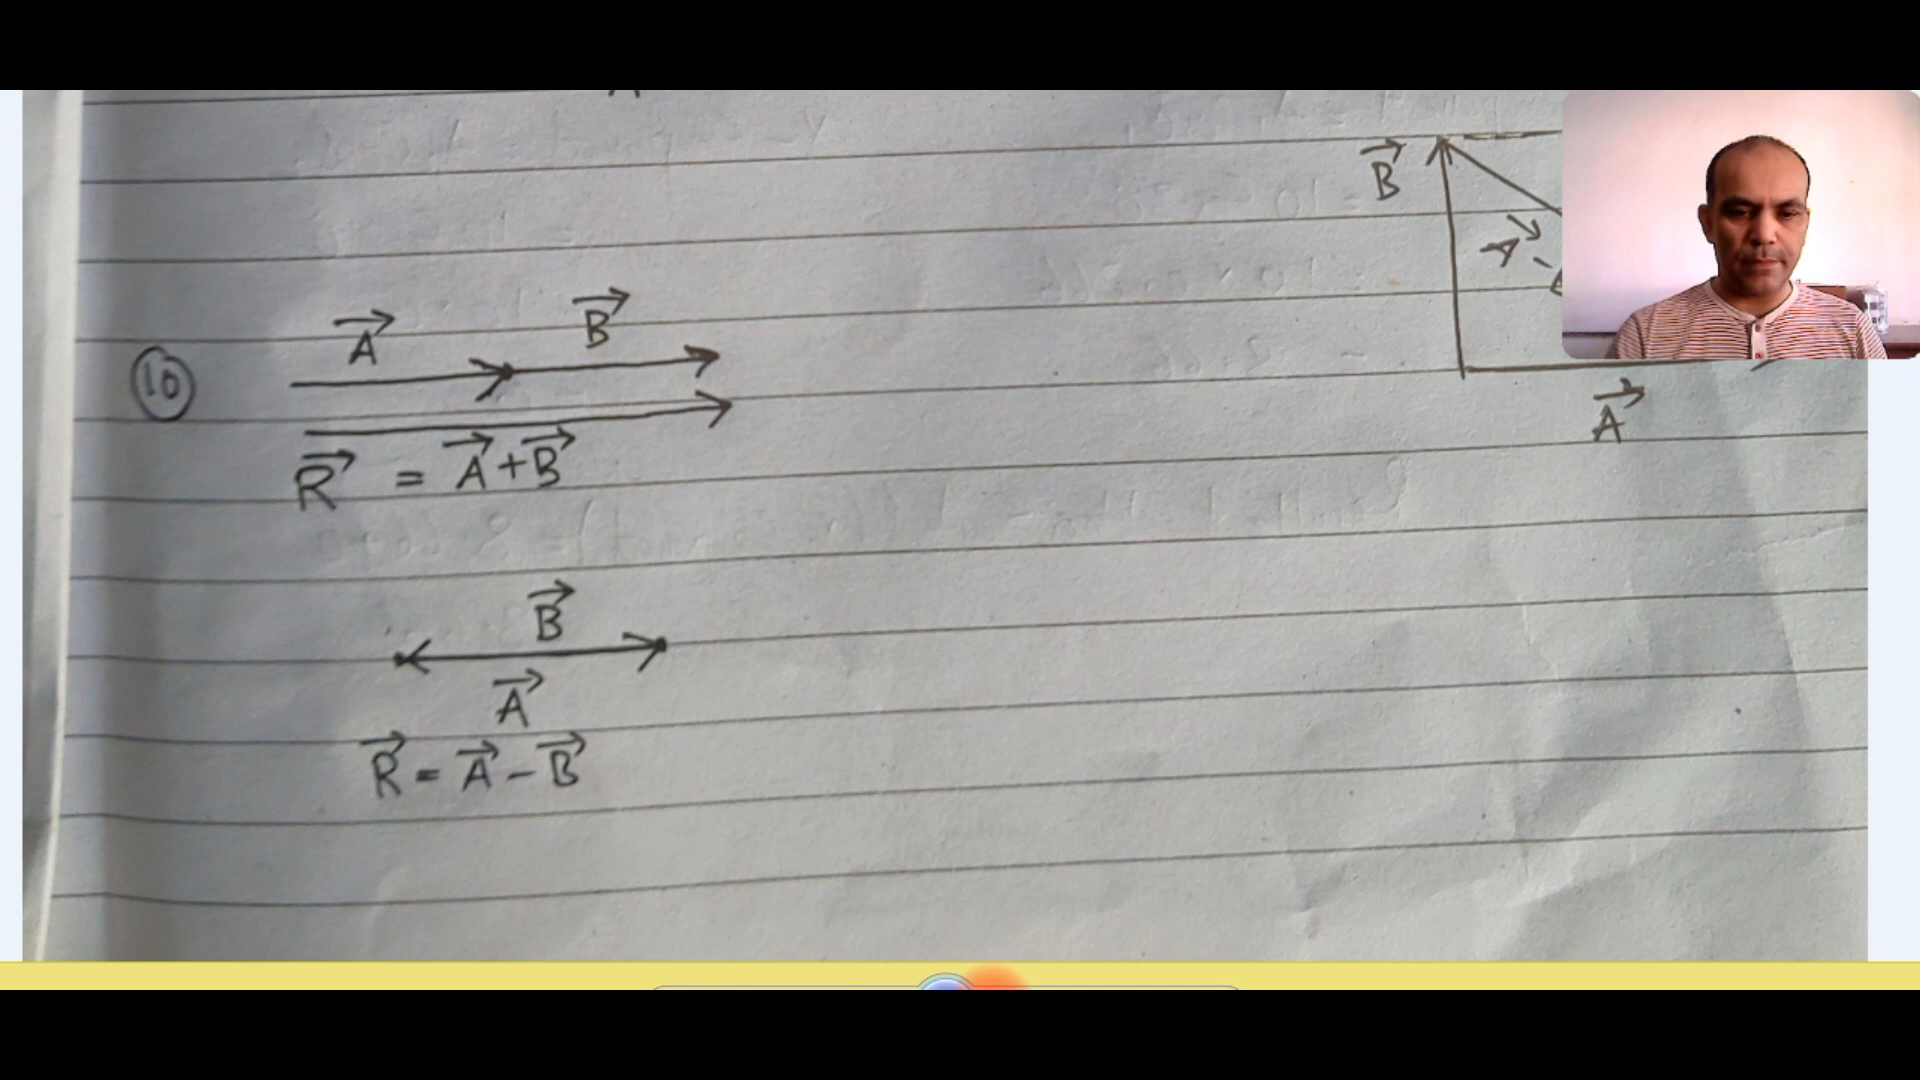 B⃗
A⃗ -
A⃗
10
A⃗ B⃗
R⃗ = A⃗ + B⃗
B⃗
A⃗
R⃗ = A⃗ - B⃗